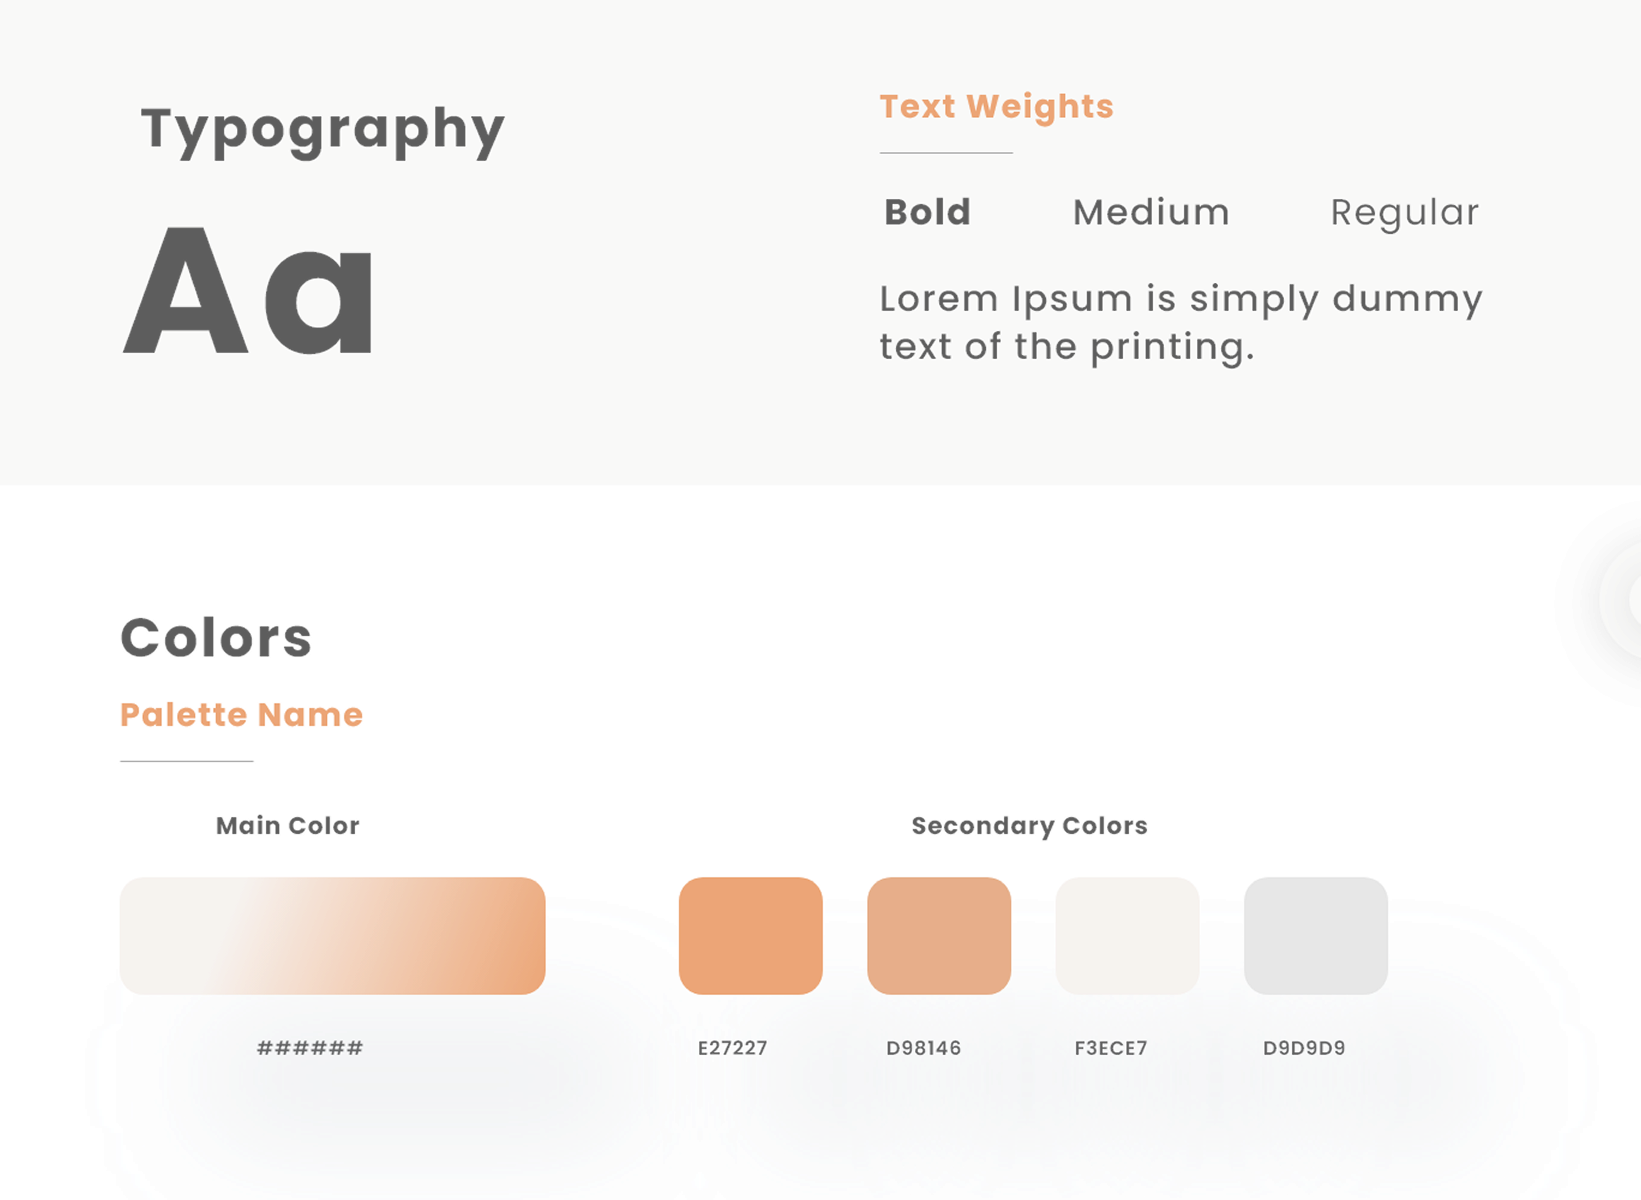 Typography
Aa
Text Weights
Bold Medium Regular
Lorem Ipsum is simply dummy
text of the printing.
Colors
Palette Name
Main Color
######
Secondary Colors
E27227 D98146 F3ECE7 D9D9D9